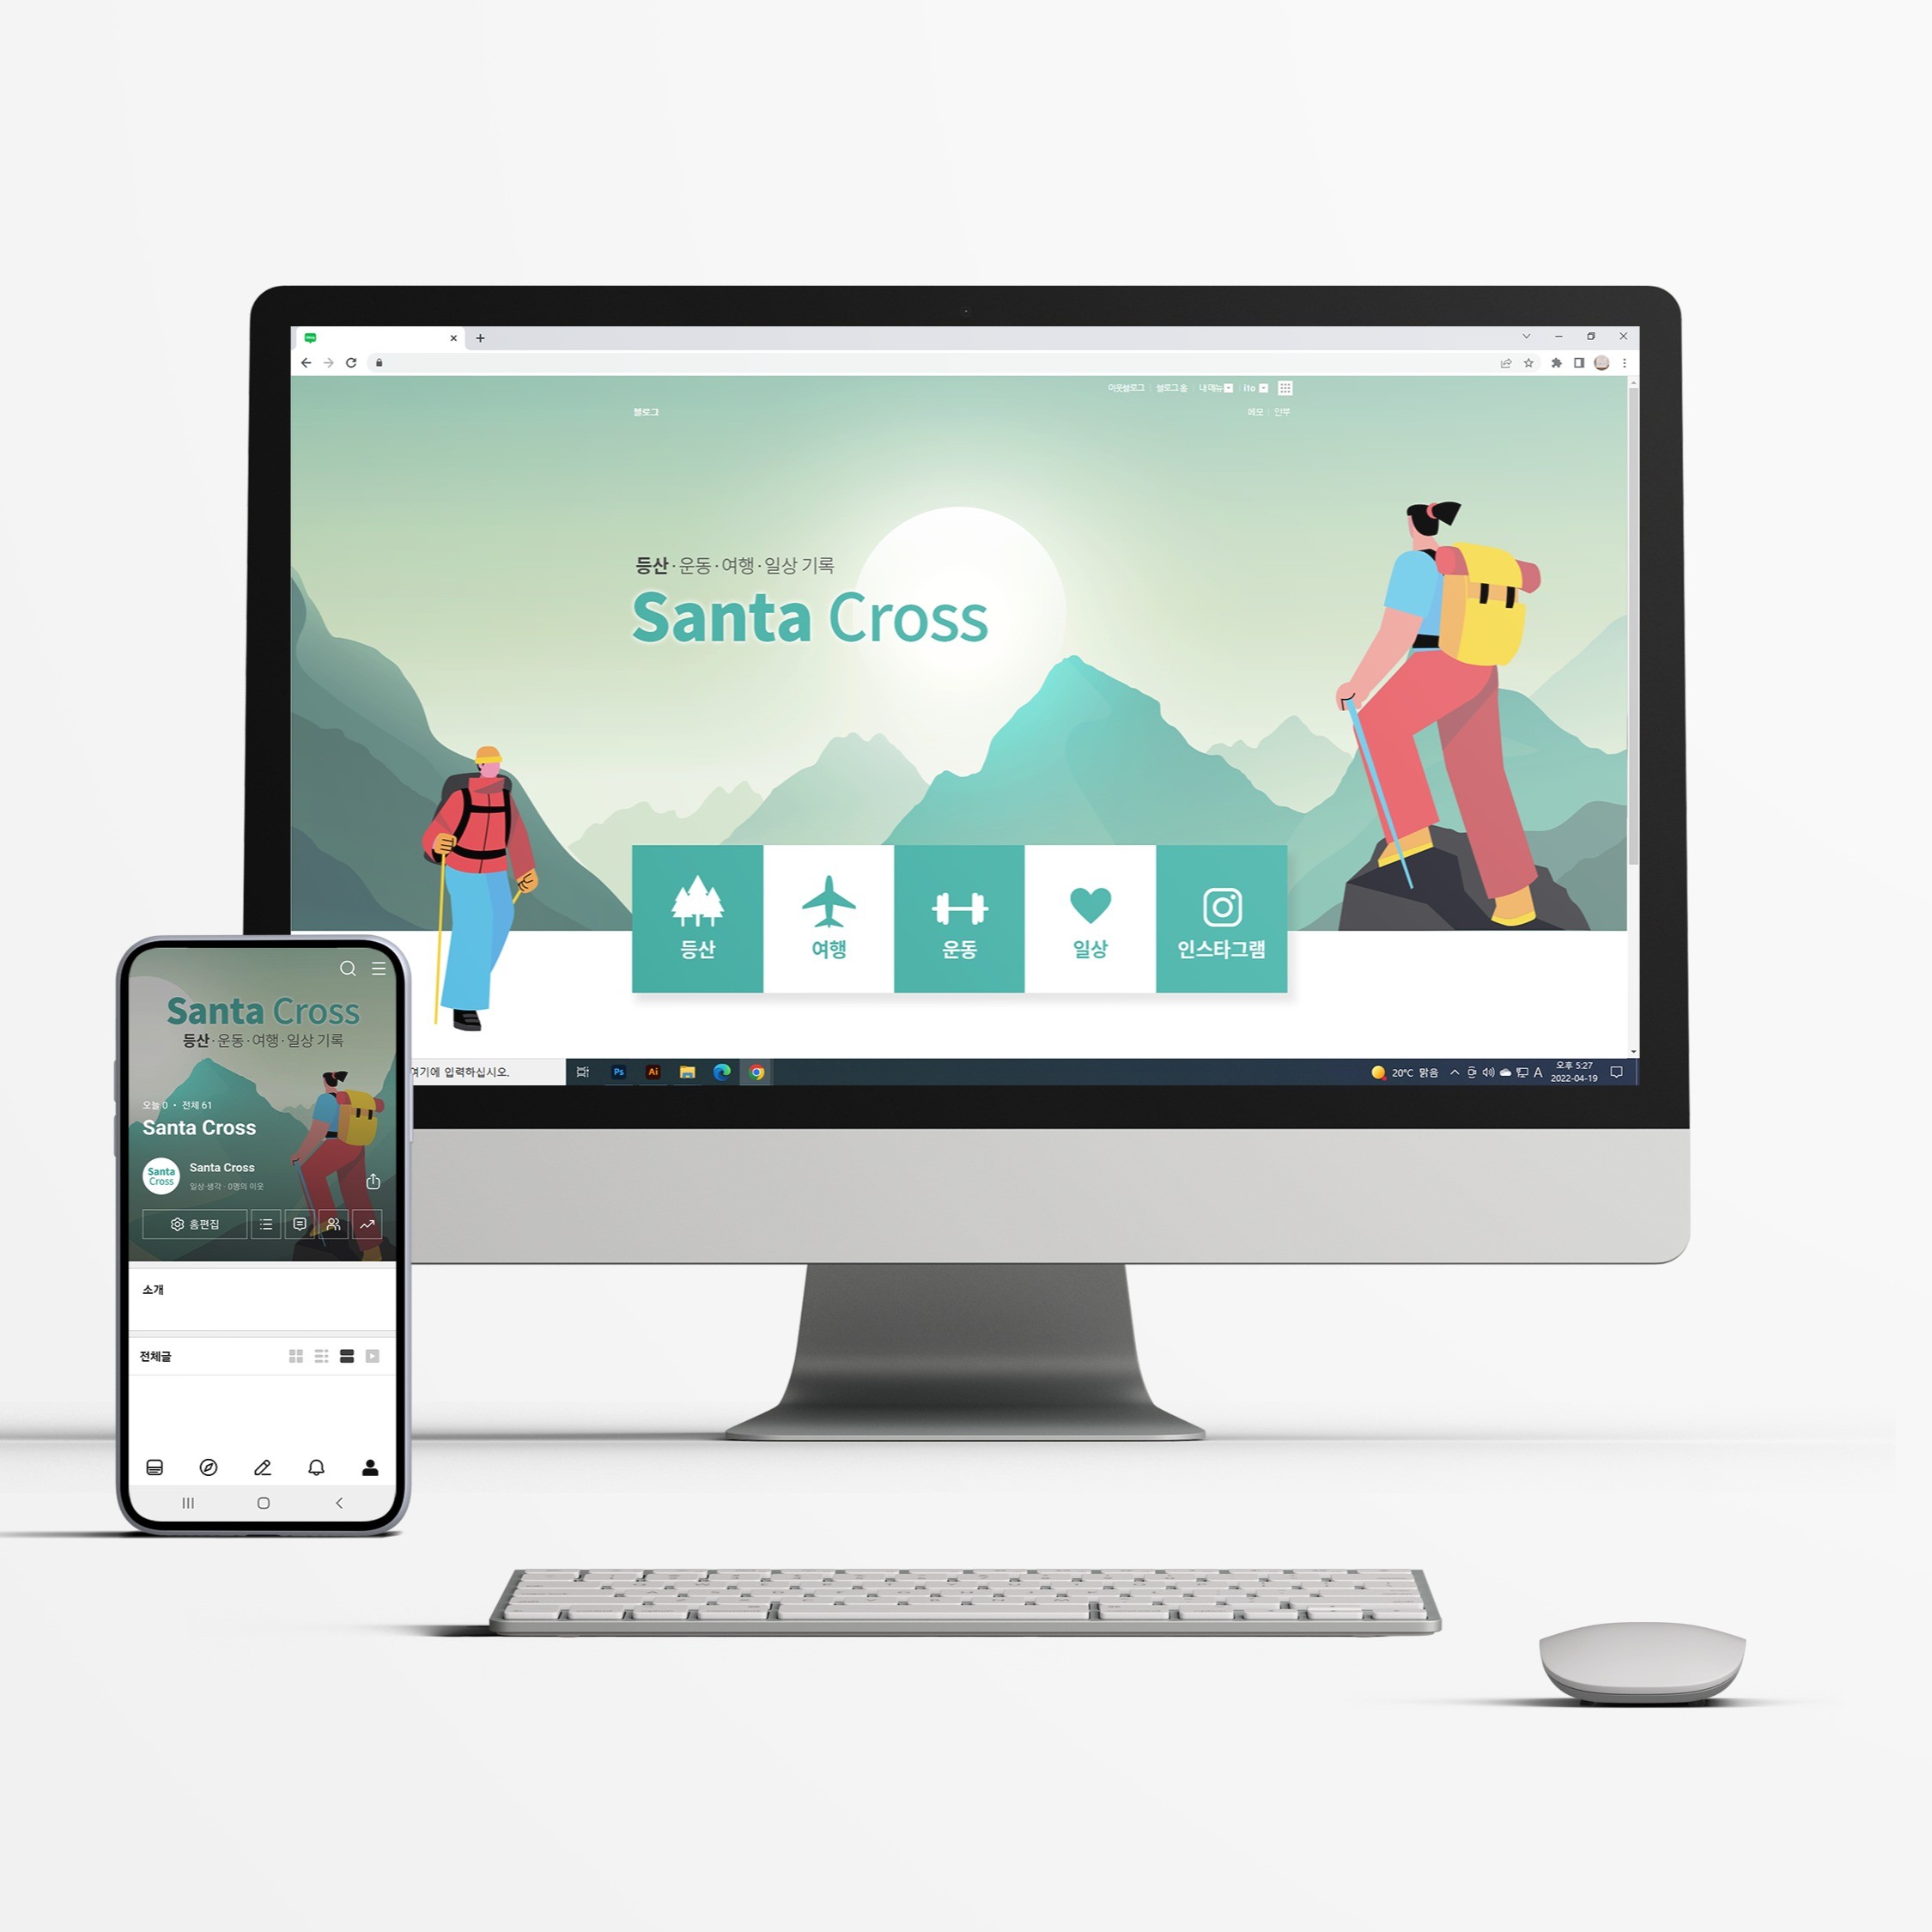 이웃블로그 블로그 홈 내 메뉴 ito
블로그
메모 안부
등산·운동·여행·일상 기록
Santa Cross
등산
여행
운동
일상
인스타그램
여기에 입력하십시오.
Ps
Ai
20°C 맑음
A
오후 5:27
2022-04-19
Santa Cross
등산·운동·여행·일상 기록
오늘 0 · 전체 61
Santa Cross
Santa
Cross
Santa Cross
일상·생각 · 0명의 이웃
홈편집
소개
전체글